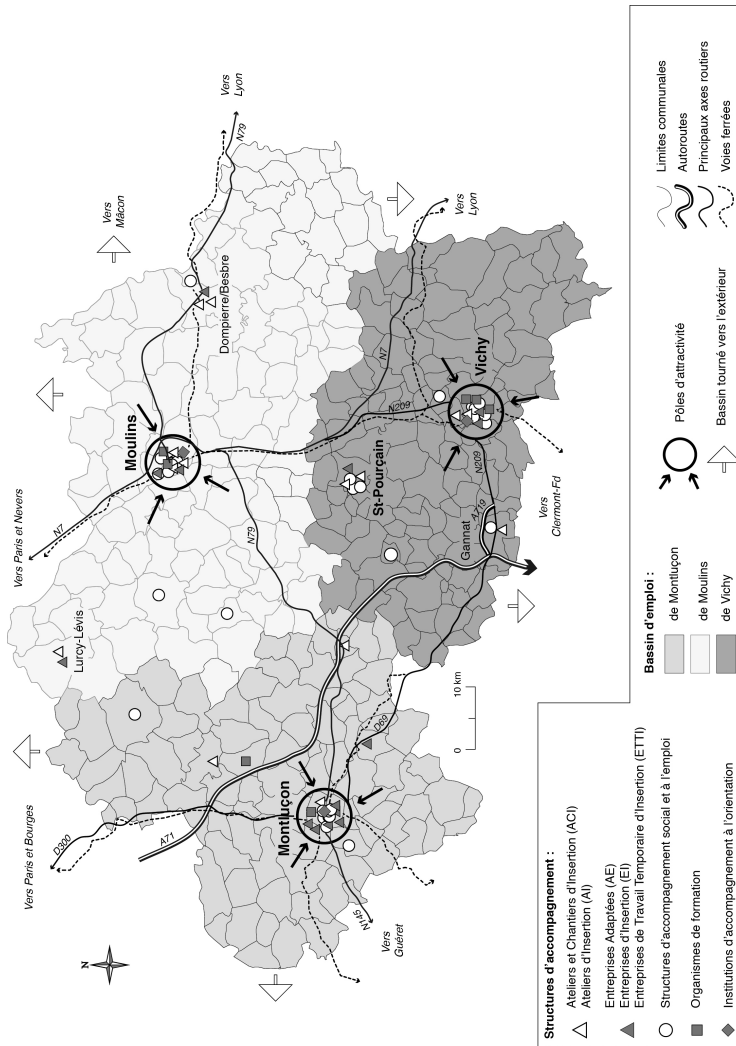 Vers Paris et Bourges
D300
A71
Vers Paris et Nevers
N7
Vers
Mâcon
Vers
Lyon
N79
N
Lurcy-Lévis
Moulins
Dompierre/Besbre
N79
Montluçon
D69
N145
Vers
Guéret
St-Pourçain
N209
N7
Vers
Lyon
Vichy
Gannat
A719
N209
Vers
Clermont-Fd
0
10 km
Structures d'accompagnement :
Ateliers et Chantiers d'Insertion (ACI)
Ateliers d'Insertion (AI)
Entreprises Adaptées (AE)
Entreprises d'Insertion (EI)
Entreprises de Travail Temporaire d'Insertion (ETTI)
Structures d'accompagnement social et à l'emploi
Organismes de formation
Institutions d'accompagnement à l'orientation
Bassin d'emploi :
de Montluçon
de Moulins
de Vichy
Pôles d'attractivité
Bassin tourné vers l'extérieur
Limites communales
Autoroutes
Principaux axes routiers
Voies ferrées